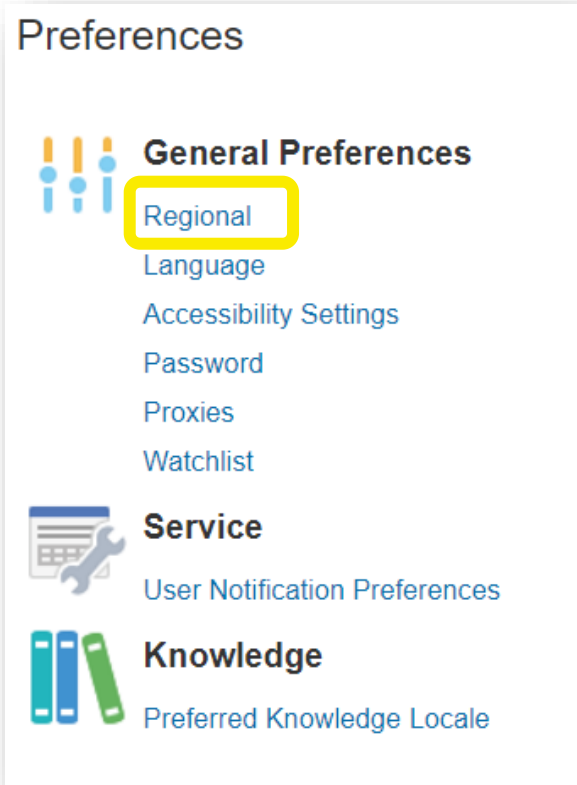 Preferences
General Preferences
Regional
Language
Accessibility Settings
Password
Proxies
Watchlist
Service
User Notification Preferences
Knowledge
Preferred Knowledge Locale